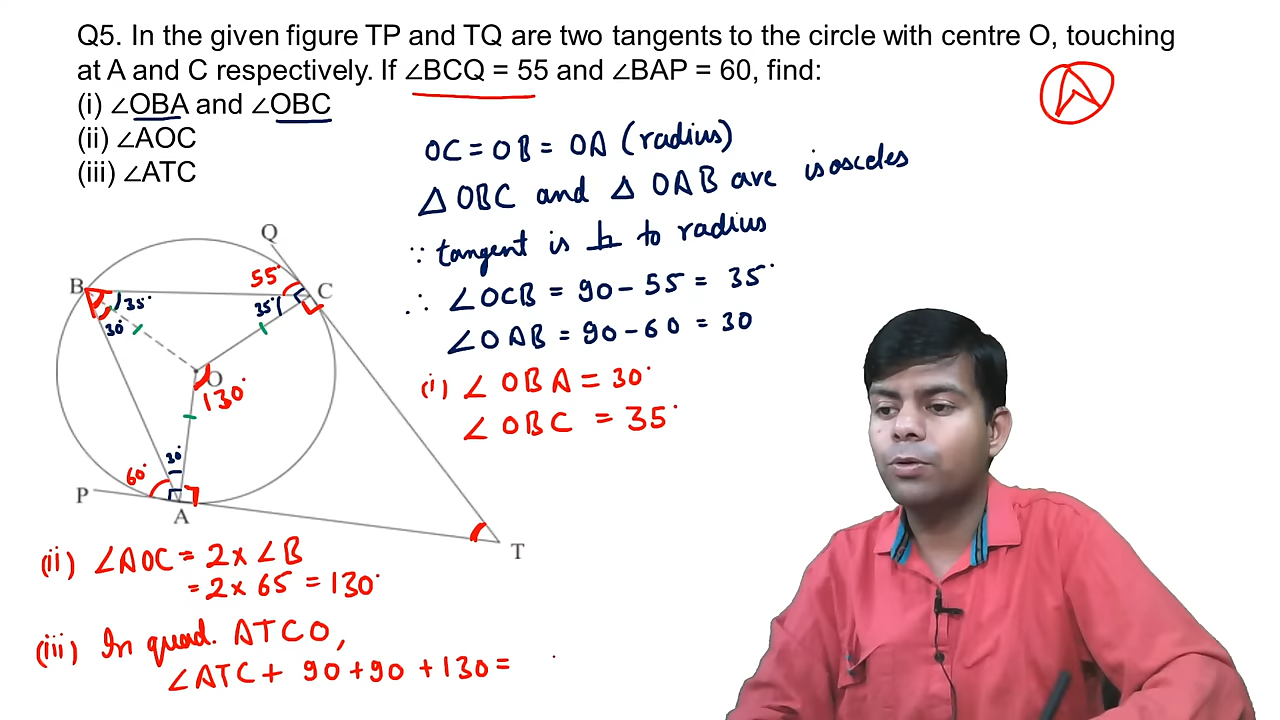 Q5. In the given figure TP and TQ are two tangents to the circle with centre O, touching
at A and C respectively. If ∠BCQ = 55 and ∠BAP = 60, find:
(i) ∠OBA and ∠OBC
(ii) ∠AOC
(iii) ∠ATC
A
OC = OB = OA (radius)
△ OBC and △ OAB are isosceles
∵ tangent is ⊥ to radius
∴ ∠OCB = 90 - 55 = 35°
∠OAB = 90 - 60 = 30
(i) ∠ OBA = 30°
∠ OBC = 35°
Q
B
55°
C
35°
35°
30°
O
130°
30°
60°
P
A
T
(ii) ∠AOC = 2 x ∠B
= 2 x 65 = 130°
(iii) In quad. ATCO,
∠ATC + 90 + 90 + 130 =